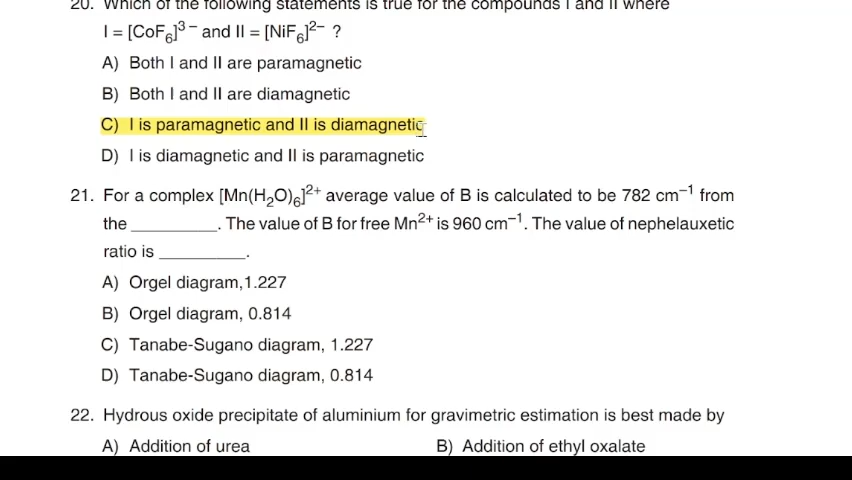 20. Which of the following statements is true for the compounds I and II where
I = [CoF₆]³⁻ and II = [NiF₆]²⁻ ?
A) Both I and II are paramagnetic
B) Both I and II are diamagnetic
C) I is paramagnetic and II is diamagnetic
D) I is diamagnetic and II is paramagnetic
21. For a complex [Mn(H₂O)₆]²⁺ average value of B is calculated to be 782 cm⁻¹ from
the __________. The value of B for free Mn²⁺ is 960 cm⁻¹. The value of nephelauxetic
ratio is __________.
A) Orgel diagram,1.227
B) Orgel diagram, 0.814
C) Tanabe-Sugano diagram, 1.227
D) Tanabe-Sugano diagram, 0.814
22. Hydrous oxide precipitate of aluminium for gravimetric estimation is best made by
A) Addition of urea B) Addition of ethyl oxalate